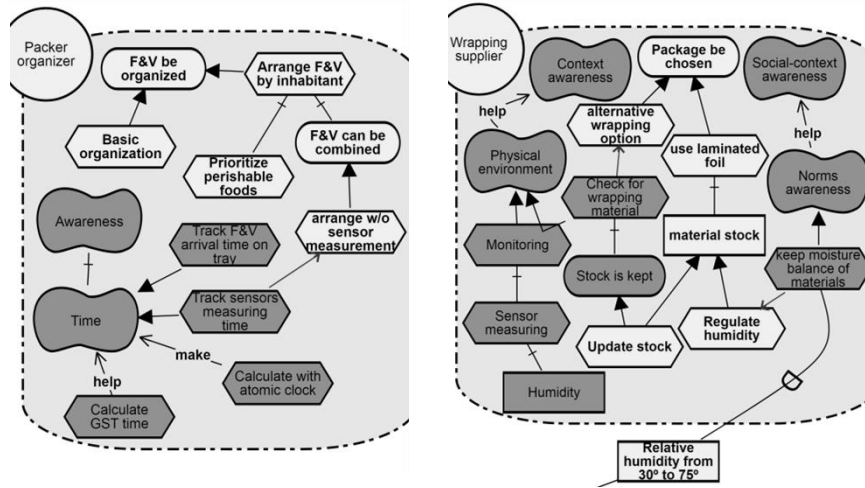 Packer
organizer
F&V be
organized
Arrange F&V
by inhabitant
Basic
organization
Prioritize
perishable
foods
F&V can be
combined
Awareness
Track F&V
arrival time on
tray
arrange w/o
sensor
measurement
Time
Track sensors
measuring
time
make
help
Calculate with
atomic clock
Calculate
GST time
Wrapping
supplier
Context
awareness
Package be
chosen
Social-context
awareness
help
alternative
wrapping
option
help
Physical
environment
use laminated
foil
Check for
wrapping
material
Norms
awareness
Monitoring
material stock
keep moisture
balance of
materials
Stock is kept
Sensor
measuring
Update stock
Regulate
humidity
Humidity
Relative
humidity from
30º to 75º